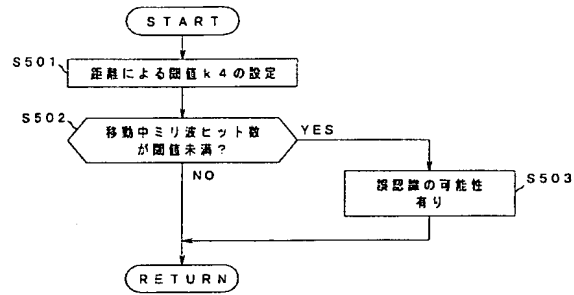 START
S501
距離による閾値k4の設定
S502
移動中ミリ波ヒット数
が閾値未満?
YES
NO
誤認識の可能性
有り
S503
RETURN